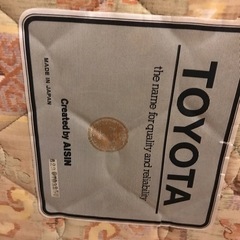 TOYOTA
the name for quality and reliability
Created by AISIN
MADE IN JAPAN